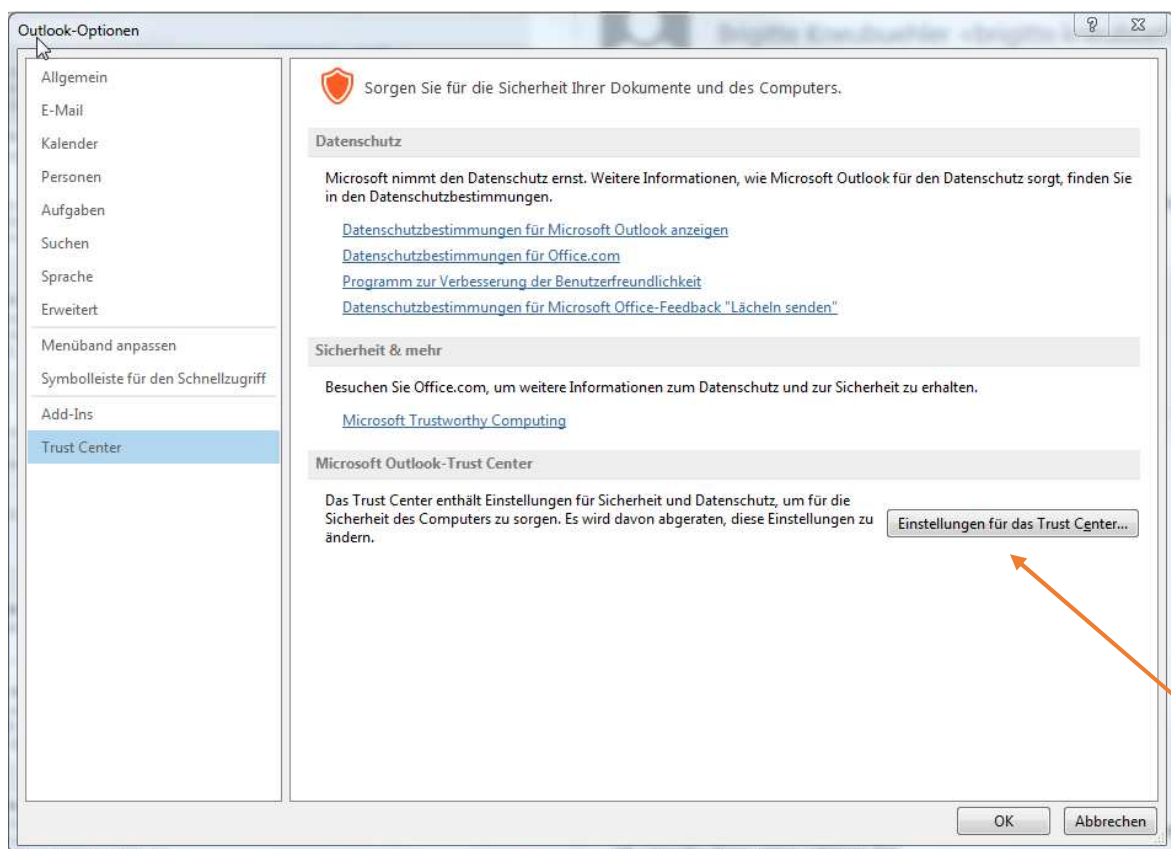 Outlook-Optionen
Allgemein
E-Mail
Kalender
Personen
Aufgaben
Suchen
Sprache
Erweitert
Menüband anpassen
Symbolleiste für den Schnellzugriff
Add-Ins
Trust Center
Sorgen Sie für die Sicherheit Ihrer Dokumente und des Computers.
Datenschutz
Microsoft nimmt den Datenschutz ernst. Weitere Informationen, wie Microsoft Outlook für den Datenschutz sorgt, finden Sie
in den Datenschutzbestimmungen.
Datenschutzbestimmungen für Microsoft Outlook anzeigen
Datenschutzbestimmungen für Office.com
Programm zur Verbesserung der Benutzerfreundlichkeit
Datenschutzbestimmungen für Microsoft Office-Feedback "Lächeln senden"
Sicherheit & mehr
Besuchen Sie Office.com, um weitere Informationen zum Datenschutz und zur Sicherheit zu erhalten.
Microsoft Trustworthy Computing
Microsoft Outlook-Trust Center
Das Trust Center enthält Einstellungen für Sicherheit und Datenschutz, um für die
Sicherheit des Computers zu sorgen. Es wird davon abgeraten, diese Einstellungen zu
ändern.
Einstellungen für das Trust Center...
OK
Abbrechen